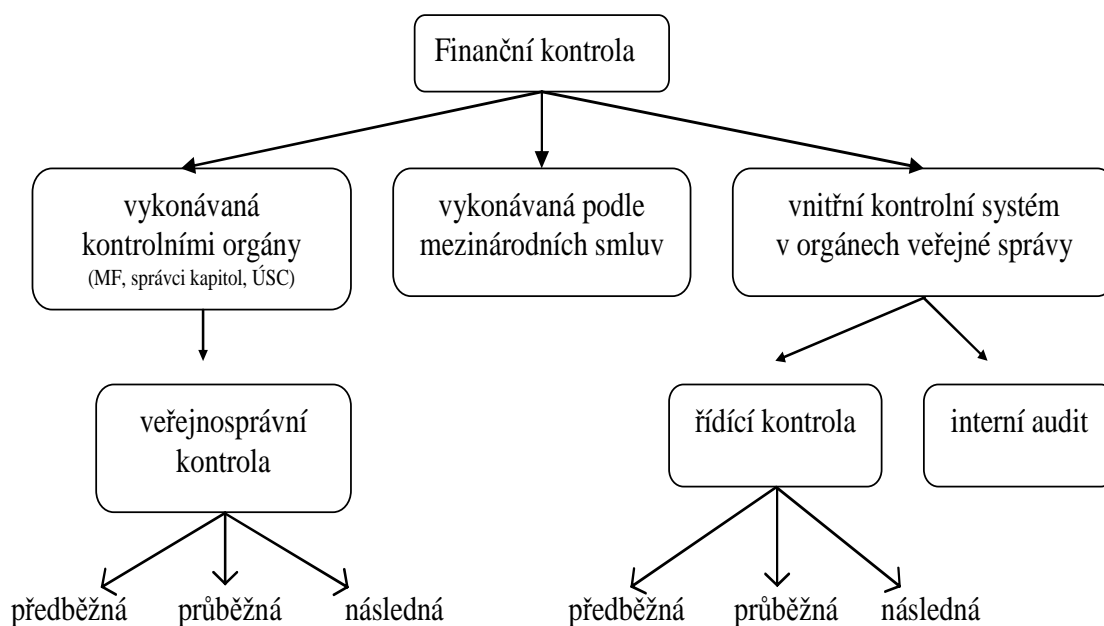 Finanční kontrola
vykonávaná
kontrolními orgány
(MF, správci kapitol, ÚSC)
vykonávaná podle
mezinárodních smluv
vnitřní kontrolní systém
v orgánech veřejné správy
veřejnosprávní
kontrola
řídící kontrola
interní audit
předběžná průběžná následná
předběžná průběžná následná